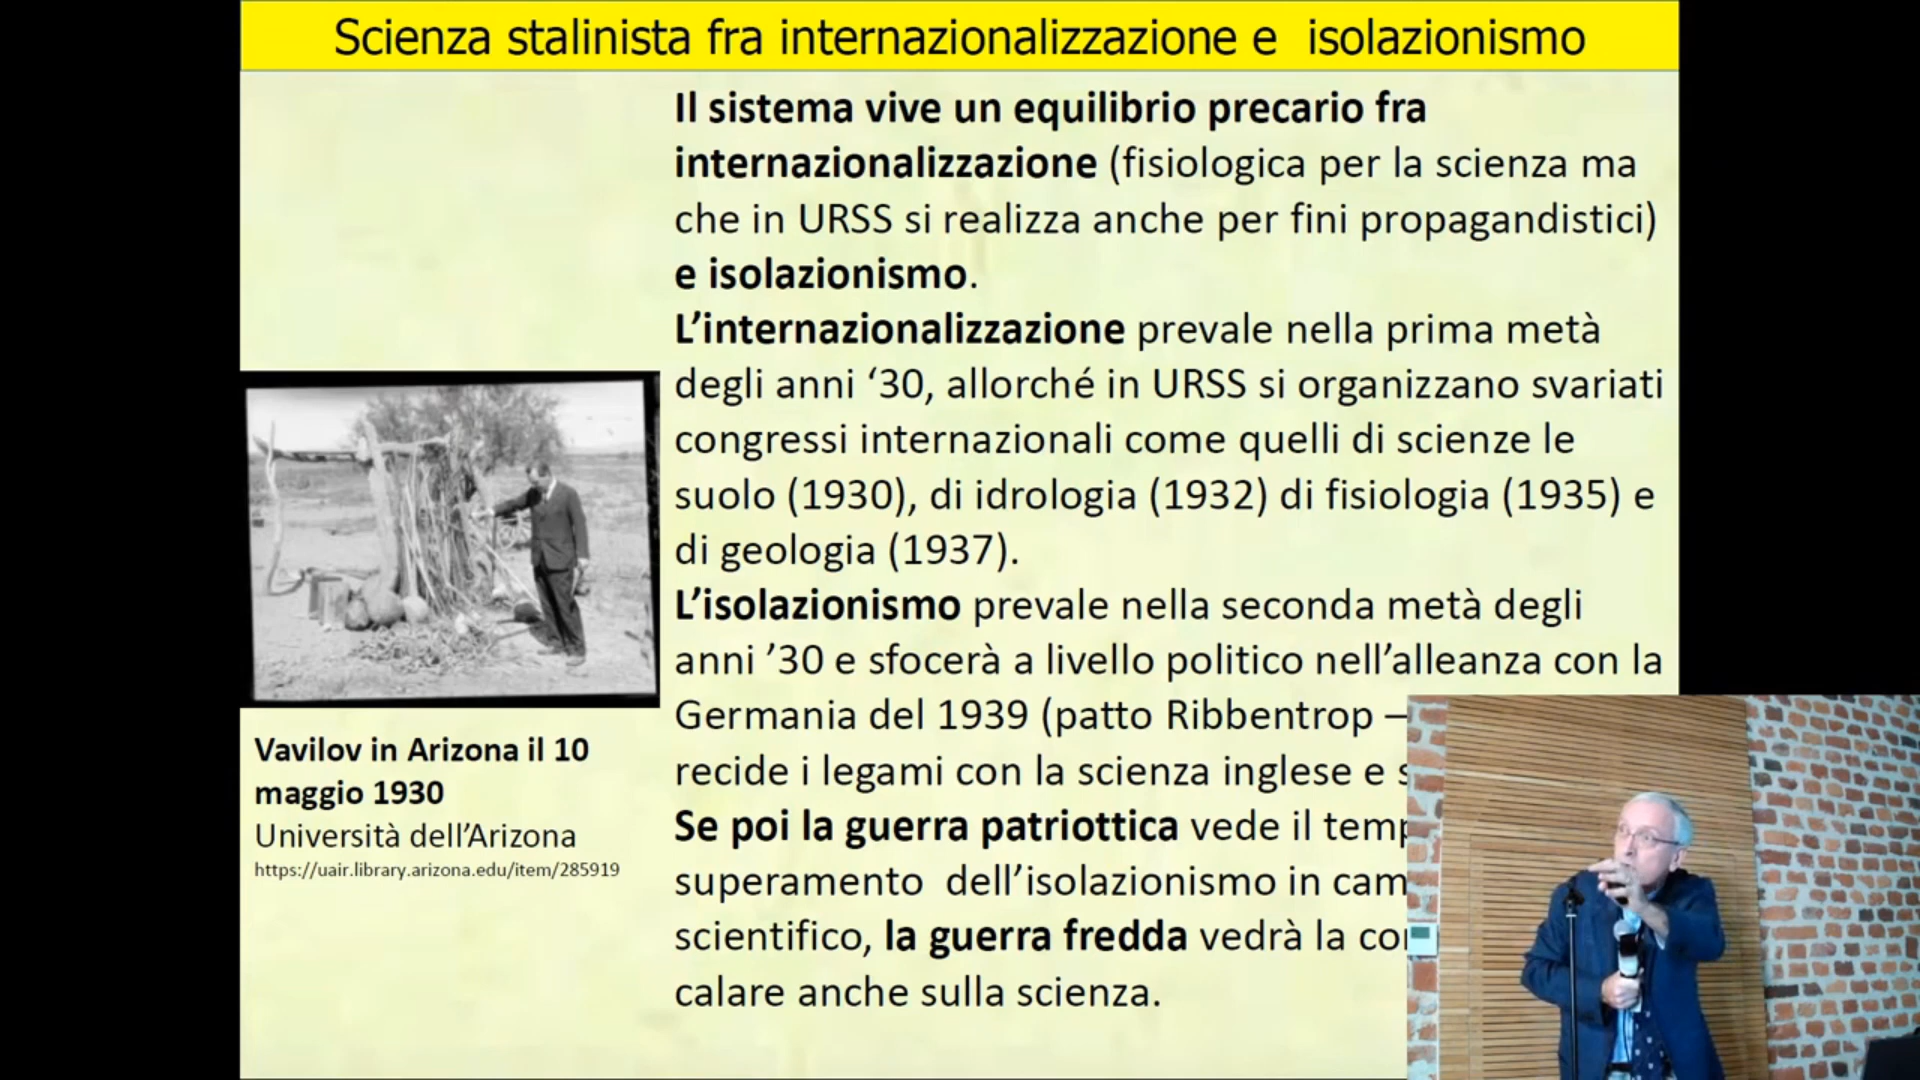 Scienza stalinista fra internazionalizzazione e isolazionismo
Il sistema vive un equilibrio precario fra
internazionalizzazione (fisiologica per la scienza ma
che in URSS si realizza anche per fini propagandistici)
e isolazionismo.
L’internazionalizzazione prevale nella prima metà
degli anni ‘30, allorché in URSS si organizzano svariati
congressi internazionali come quelli di scienze le
suolo (1930), di idrologia (1932) di fisiologia (1935) e
di geologia (1937).
L’isolazionismo prevale nella seconda metà degli
anni ’30 e sfocerà a livello politico nell’alleanza con la
Germania del 1939 (patto Ribbentrop –
recide i legami con la scienza inglese e
Se poi la guerra patriottica vede il
superamento dell’isolazionismo in
scientifico, la guerra fredda vedrà la
calare anche sulla scienza.
Vavilov in Arizona il 10
maggio 1930
Università dell’Arizona
https://uair.library.arizona.edu/item/285919